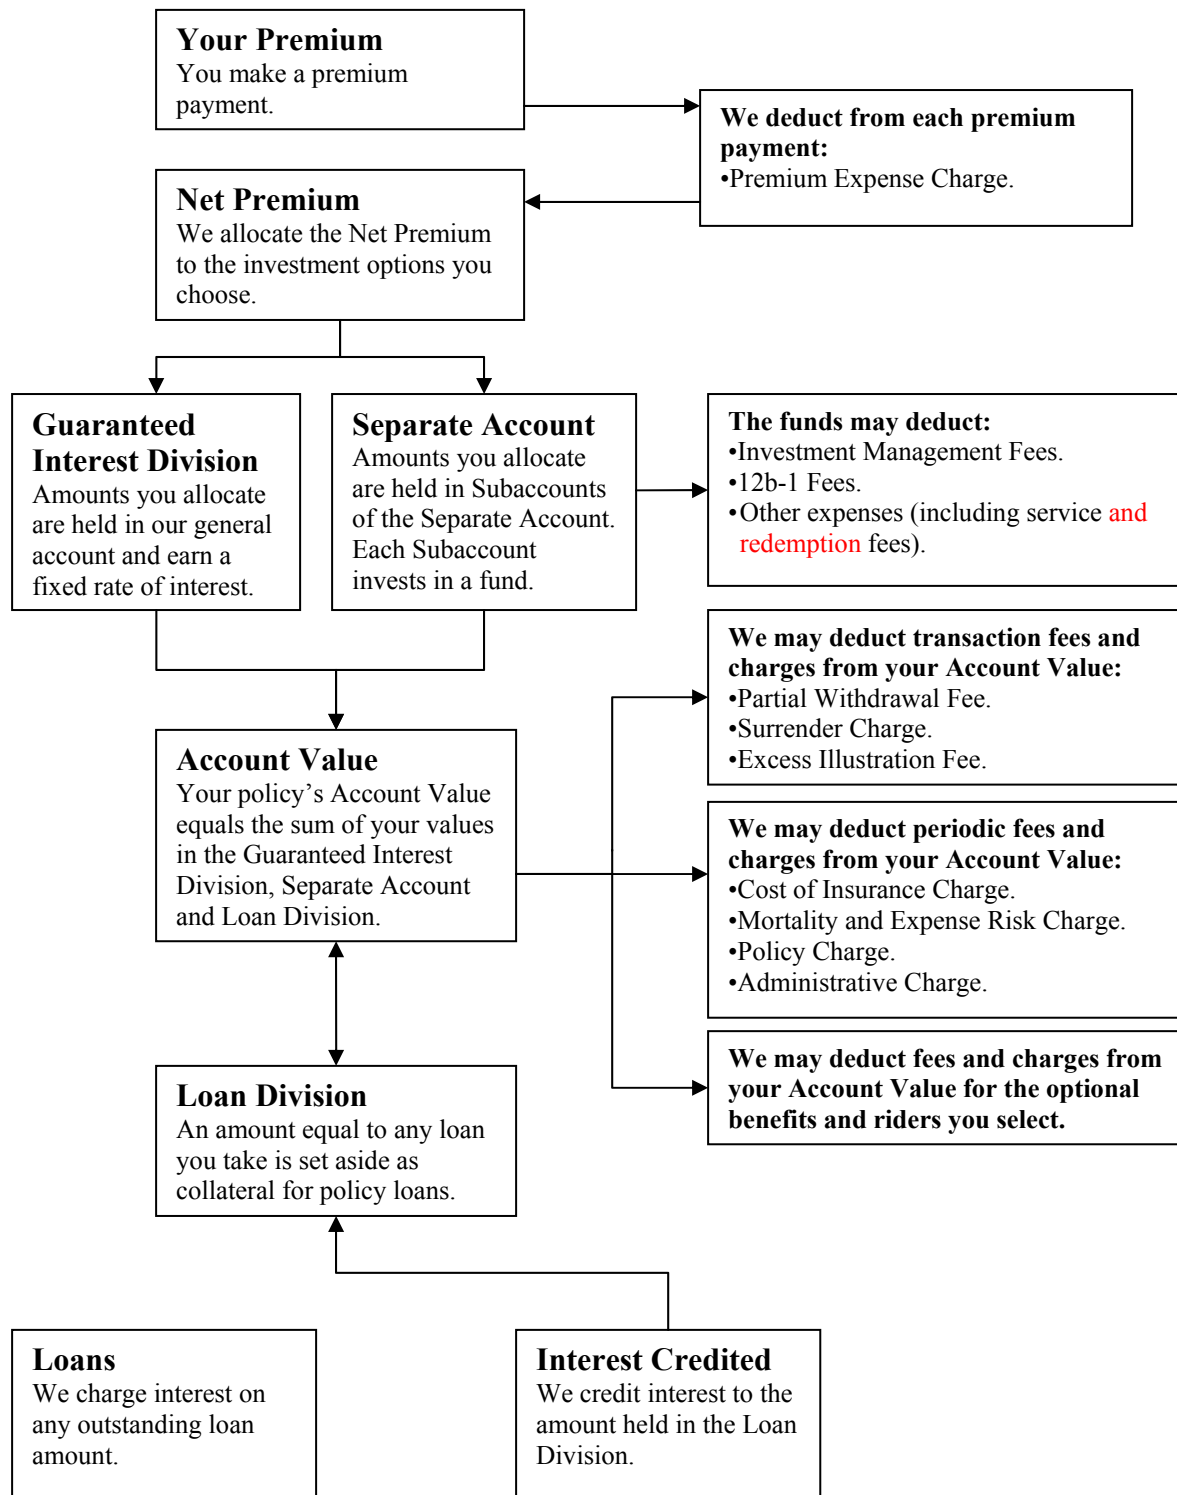 Your Premium
You make a premium
payment.
We deduct from each premium
payment:
•Premium Expense Charge.
Net Premium
We allocate the Net Premium
to the investment options you
choose.
Guaranteed
Interest Division
Amounts you allocate
are held in our general
account and earn a
fixed rate of interest.
Separate Account
Amounts you allocate
are held in Subaccounts
of the Separate Account.
Each Subaccount
invests in a fund.
The funds may deduct:
•Investment Management Fees.
•12b-1 Fees.
•Other expenses (including service and
redemption fees).
We may deduct transaction fees and
charges from your Account Value:
•Partial Withdrawal Fee.
•Surrender Charge.
•Excess Illustration Fee.
Account Value
Your policy’s Account Value
equals the sum of your values
in the Guaranteed Interest
Division, Separate Account
and Loan Division.
We may deduct periodic fees and
charges from your Account Value:
•Cost of Insurance Charge.
•Mortality and Expense Risk Charge.
•Policy Charge.
•Administrative Charge.
We may deduct fees and charges from
your Account Value for the optional
benefits and riders you select.
Loan Division
An amount equal to any loan
you take is set aside as
collateral for policy loans.
Loans
We charge interest on
any outstanding loan
amount.
Interest Credited
We credit interest to the
amount held in the Loan
Division.